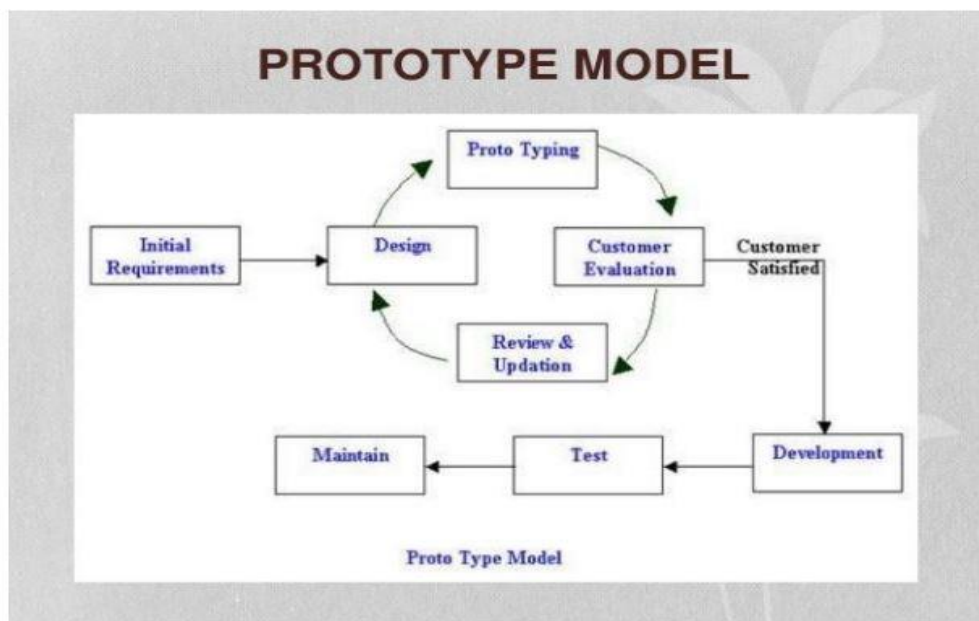 PROTOTYPE MODEL
Proto Typing
Initial
Requirements
Design
Customer
Evaluation
Customer
Satisfied
Review &
Updation
Maintain
Test
Development
Proto Type Model